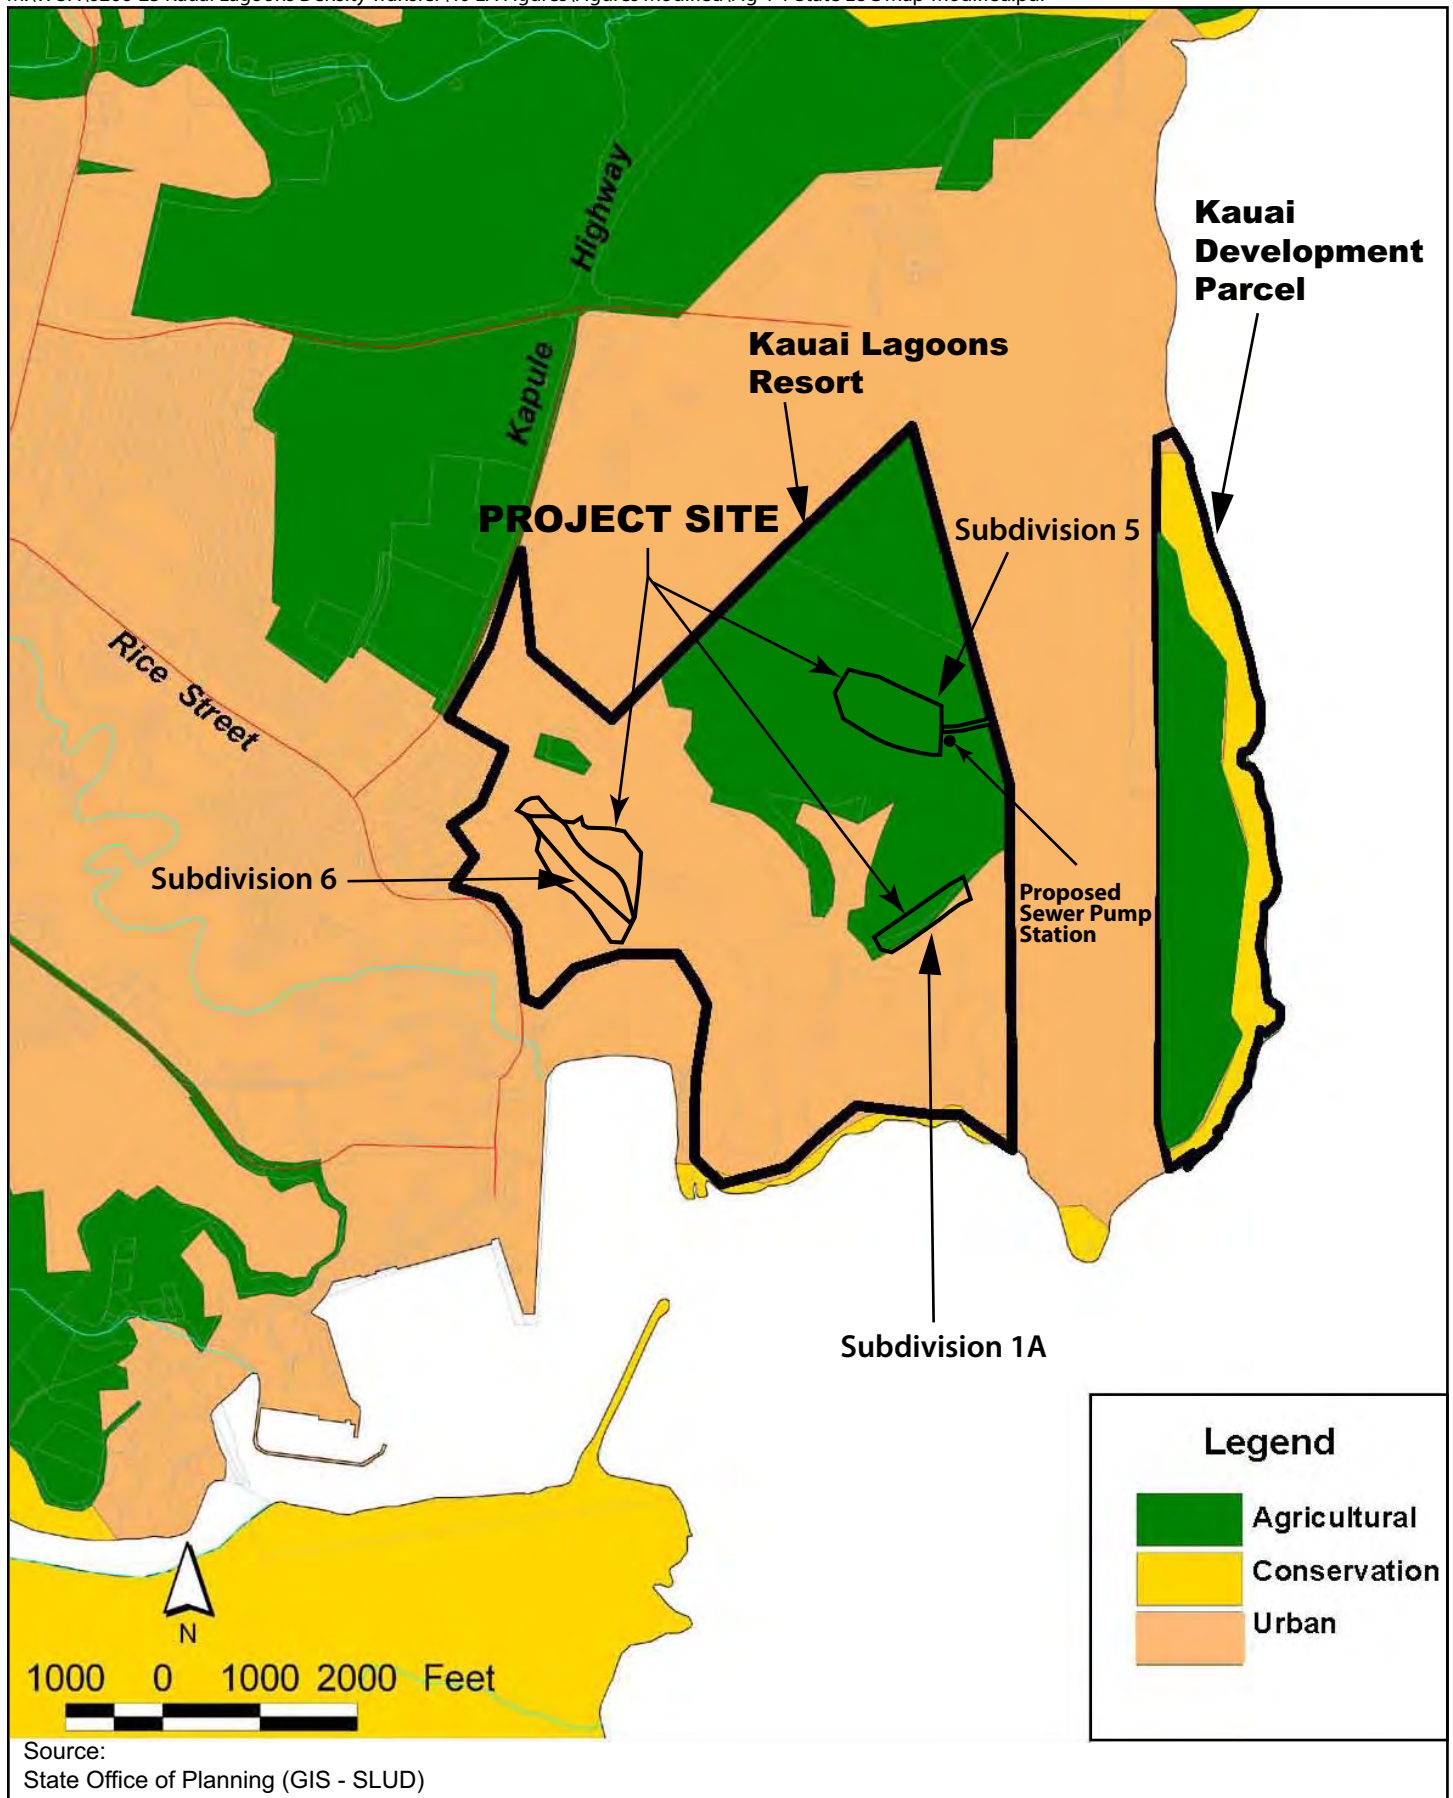 Kauai
Development
Parcel
Highway
Kauai Lagoons
Resort
Kapule
PROJECT SITE
Subdivision 5
Rice Street
Subdivision 6
Proposed
Sewer Pump
Station
Subdivision 1A
Legend
Agricultural
Conservation
Urban
N
1000 0 1000 2000 Feet
Source:
State Office of Planning (GIS - SLUD)